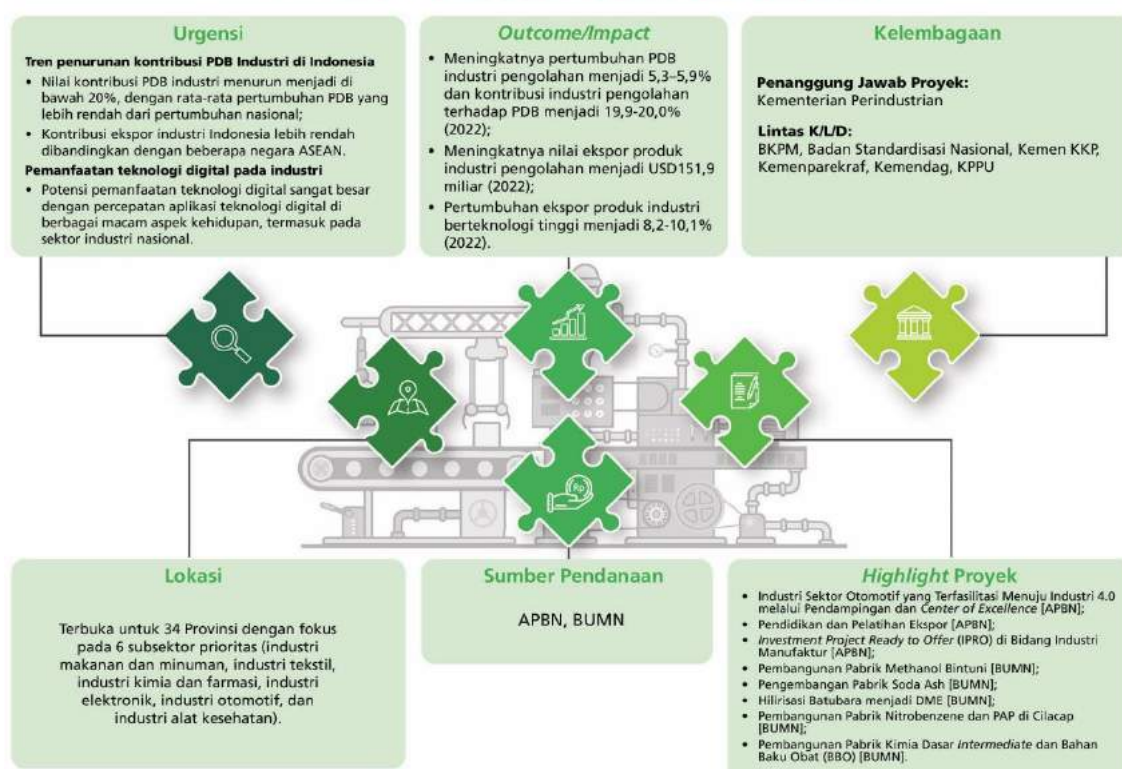 Urgensi
Tren penurunan kontribusi PDB Industri di Indonesia
• Nilai kontribusi PDB industri menurun menjadi di
bawah 20%, dengan rata-rata pertumbuhan PDB yang
lebih rendah dari pertumbuhan nasional;
• Kontribusi ekspor industri Indonesia lebih rendah
dibandingkan dengan beberapa negara ASEAN.
Pemanfaatan teknologi digital pada industri
• Potensi pemanfaatan teknologi digital sangat besar
dengan percepatan aplikasi teknologi digital di
berbagai macam aspek kehidupan, termasuk pada
sektor industri nasional.
Outcome/Impact
• Meningkatnya pertumbuhan PDB
industri pengolahan menjadi 5,3–5,9%
dan kontribusi industri pengolahan
terhadap PDB menjadi 19,9-20,0%
(2022);
• Meningkatnya nilai ekspor produk
industri pengolahan menjadi USD151,9
miliar (2022);
• Pertumbuhan ekspor produk industri
berteknologi tinggi menjadi 8,2-10,1%
(2022).
Kelembagaan
Penanggung Jawab Proyek:
Kementerian Perindustrian
Lintas K/L/D:
BKPM, Badan Standardisasi Nasional, Kemen KKP,
Kemenparekraf, Kemendag, KPPU
Rp
Lokasi
Terbuka untuk 34 Provinsi dengan fokus
pada 6 subsektor prioritas (industri
makanan dan minuman, industri tekstil,
industri kimia dan farmasi, industri
elektronik, industri otomotif, dan
industri alat kesehatan).
Sumber Pendanaan
APBN, BUMN
Highlight Proyek
• Industri Sektor Otomotif yang Terfasilitasi Menuju Industri 4.0
melalui Pendampingan dan Center of Excellence [APBN];
• Pendidikan dan Pelatihan Ekspor [APBN];
• Investment Project Ready to Offer (IPRO) di Bidang Industri
Manufaktur [APBN];
• Pembangunan Pabrik Methanol Bintuni [BUMN];
• Pengembangan Pabrik Soda Ash [BUMN];
• Hilirisasi Batubara menjadi DME [BUMN];
• Pembangunan Pabrik Nitrobenzene dan PAP di Cilacap
[BUMN];
• Pembangunan Pabrik Kimia Dasar Intermediate dan Bahan
Baku Obat (BBO) [BUMN].